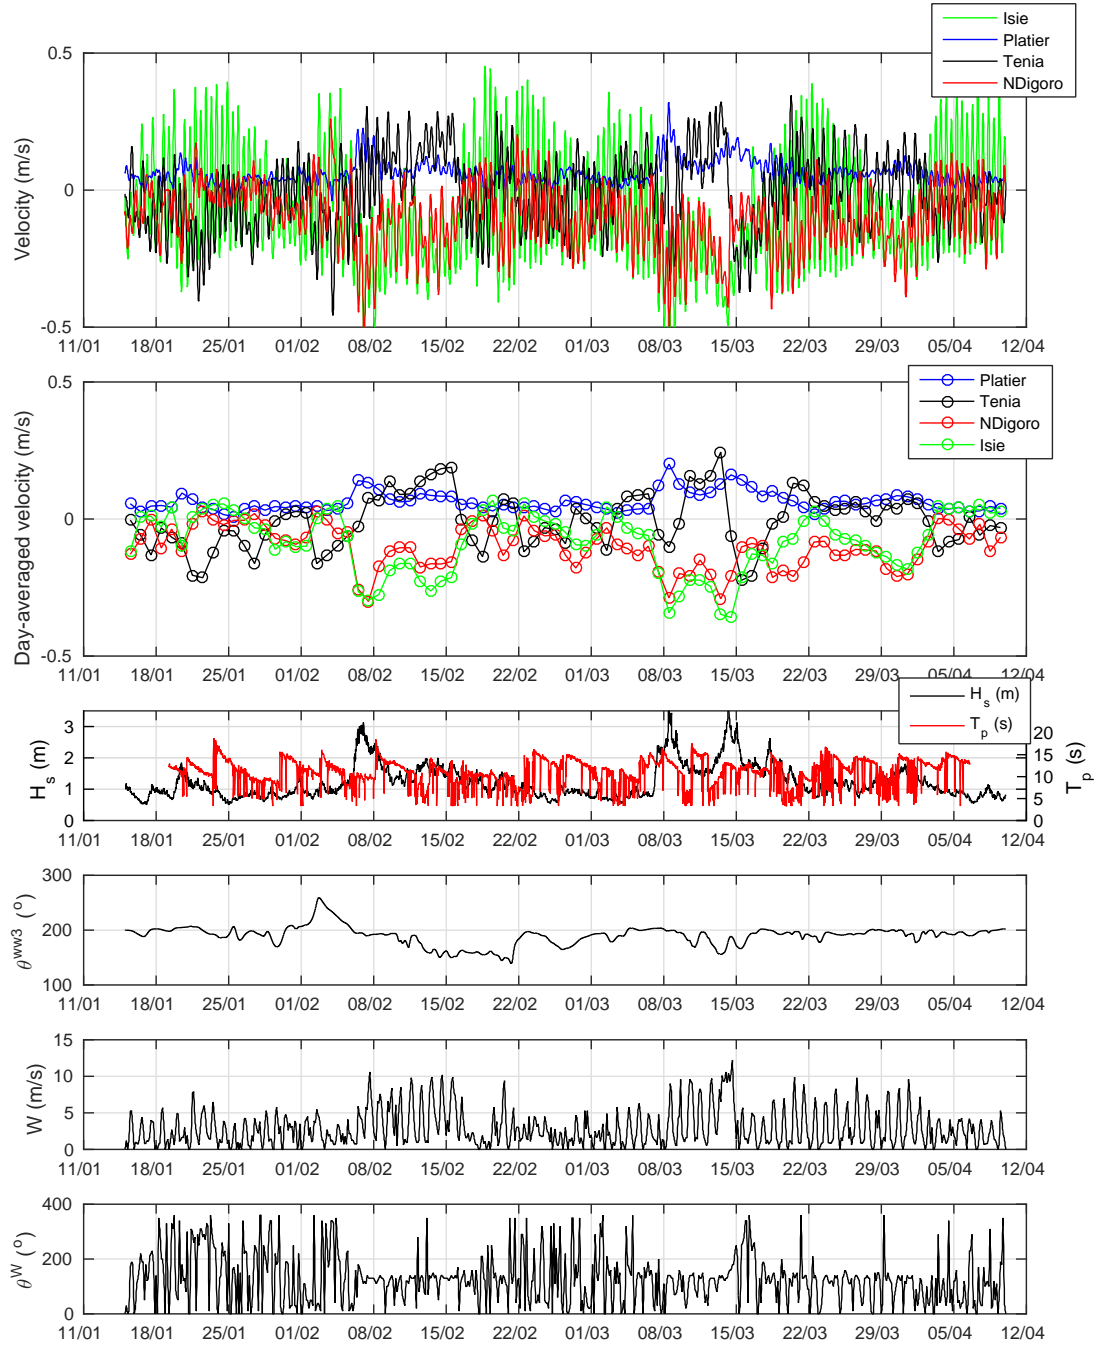 Isie
Platier
Tenia
NDigoro
Velocity (m/s)
0.5
0
-0.5
11/01 18/01 25/01 01/02 08/02 15/02 22/02 01/03 08/03 15/03 22/03 29/03 05/04 12/04
Platier
Tenia
NDigoro
Isie
Day-averaged velocity (m/s)
0.5
0
-0.5
11/01 18/01 25/01 01/02 08/02 15/02 22/02 01/03 08/03 15/03 22/03 29/03 05/04 12/04
H_s (m)
T_p (s)
H_s (m)
3
2
1
0
20
15
10
5
0
T_p (s)
11/01 18/01 25/01 01/02 08/02 15/02 22/02 01/03 08/03 15/03 22/03 29/03 05/04 12/04
θ^ww3 (°)
300
200
100
11/01 18/01 25/01 01/02 08/02 15/02 22/02 01/03 08/03 15/03 22/03 29/03 05/04 12/04
W (m/s)
15
10
5
0
11/01 18/01 25/01 01/02 08/02 15/02 22/02 01/03 08/03 15/03 22/03 29/03 05/04 12/04
θ^W (°)
400
200
0
11/01 18/01 25/01 01/02 08/02 15/02 22/02 01/03 08/03 15/03 22/03 29/03 05/04 12/04